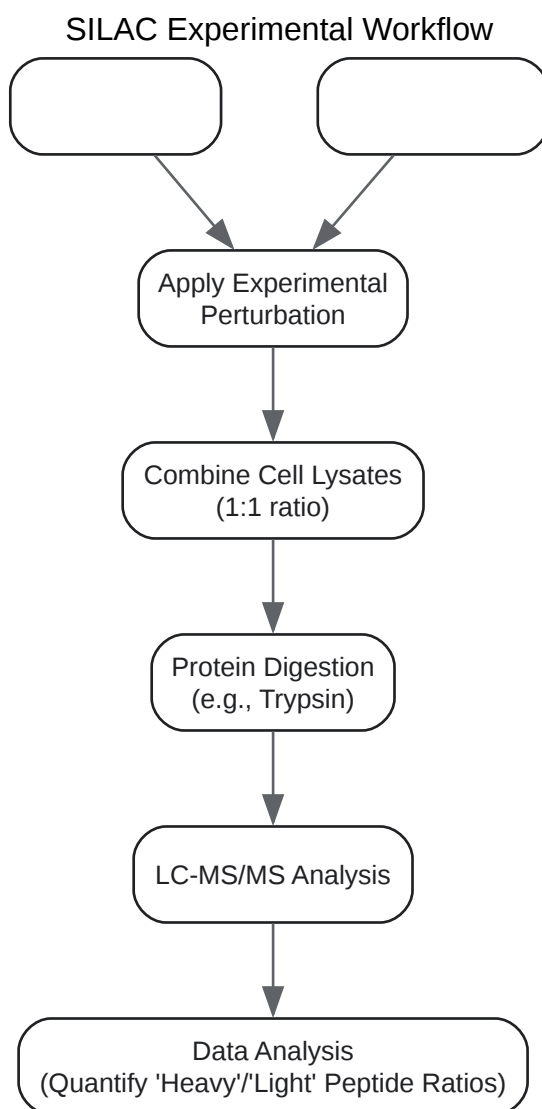 SILAC Experimental Workflow
Apply Experimental
Perturbation
Combine Cell Lysates
(1:1 ratio)
Protein Digestion
(e.g., Trypsin)
LC-MS/MS Analysis
Data Analysis
(Quantify 'Heavy'/'Light' Peptide Ratios)